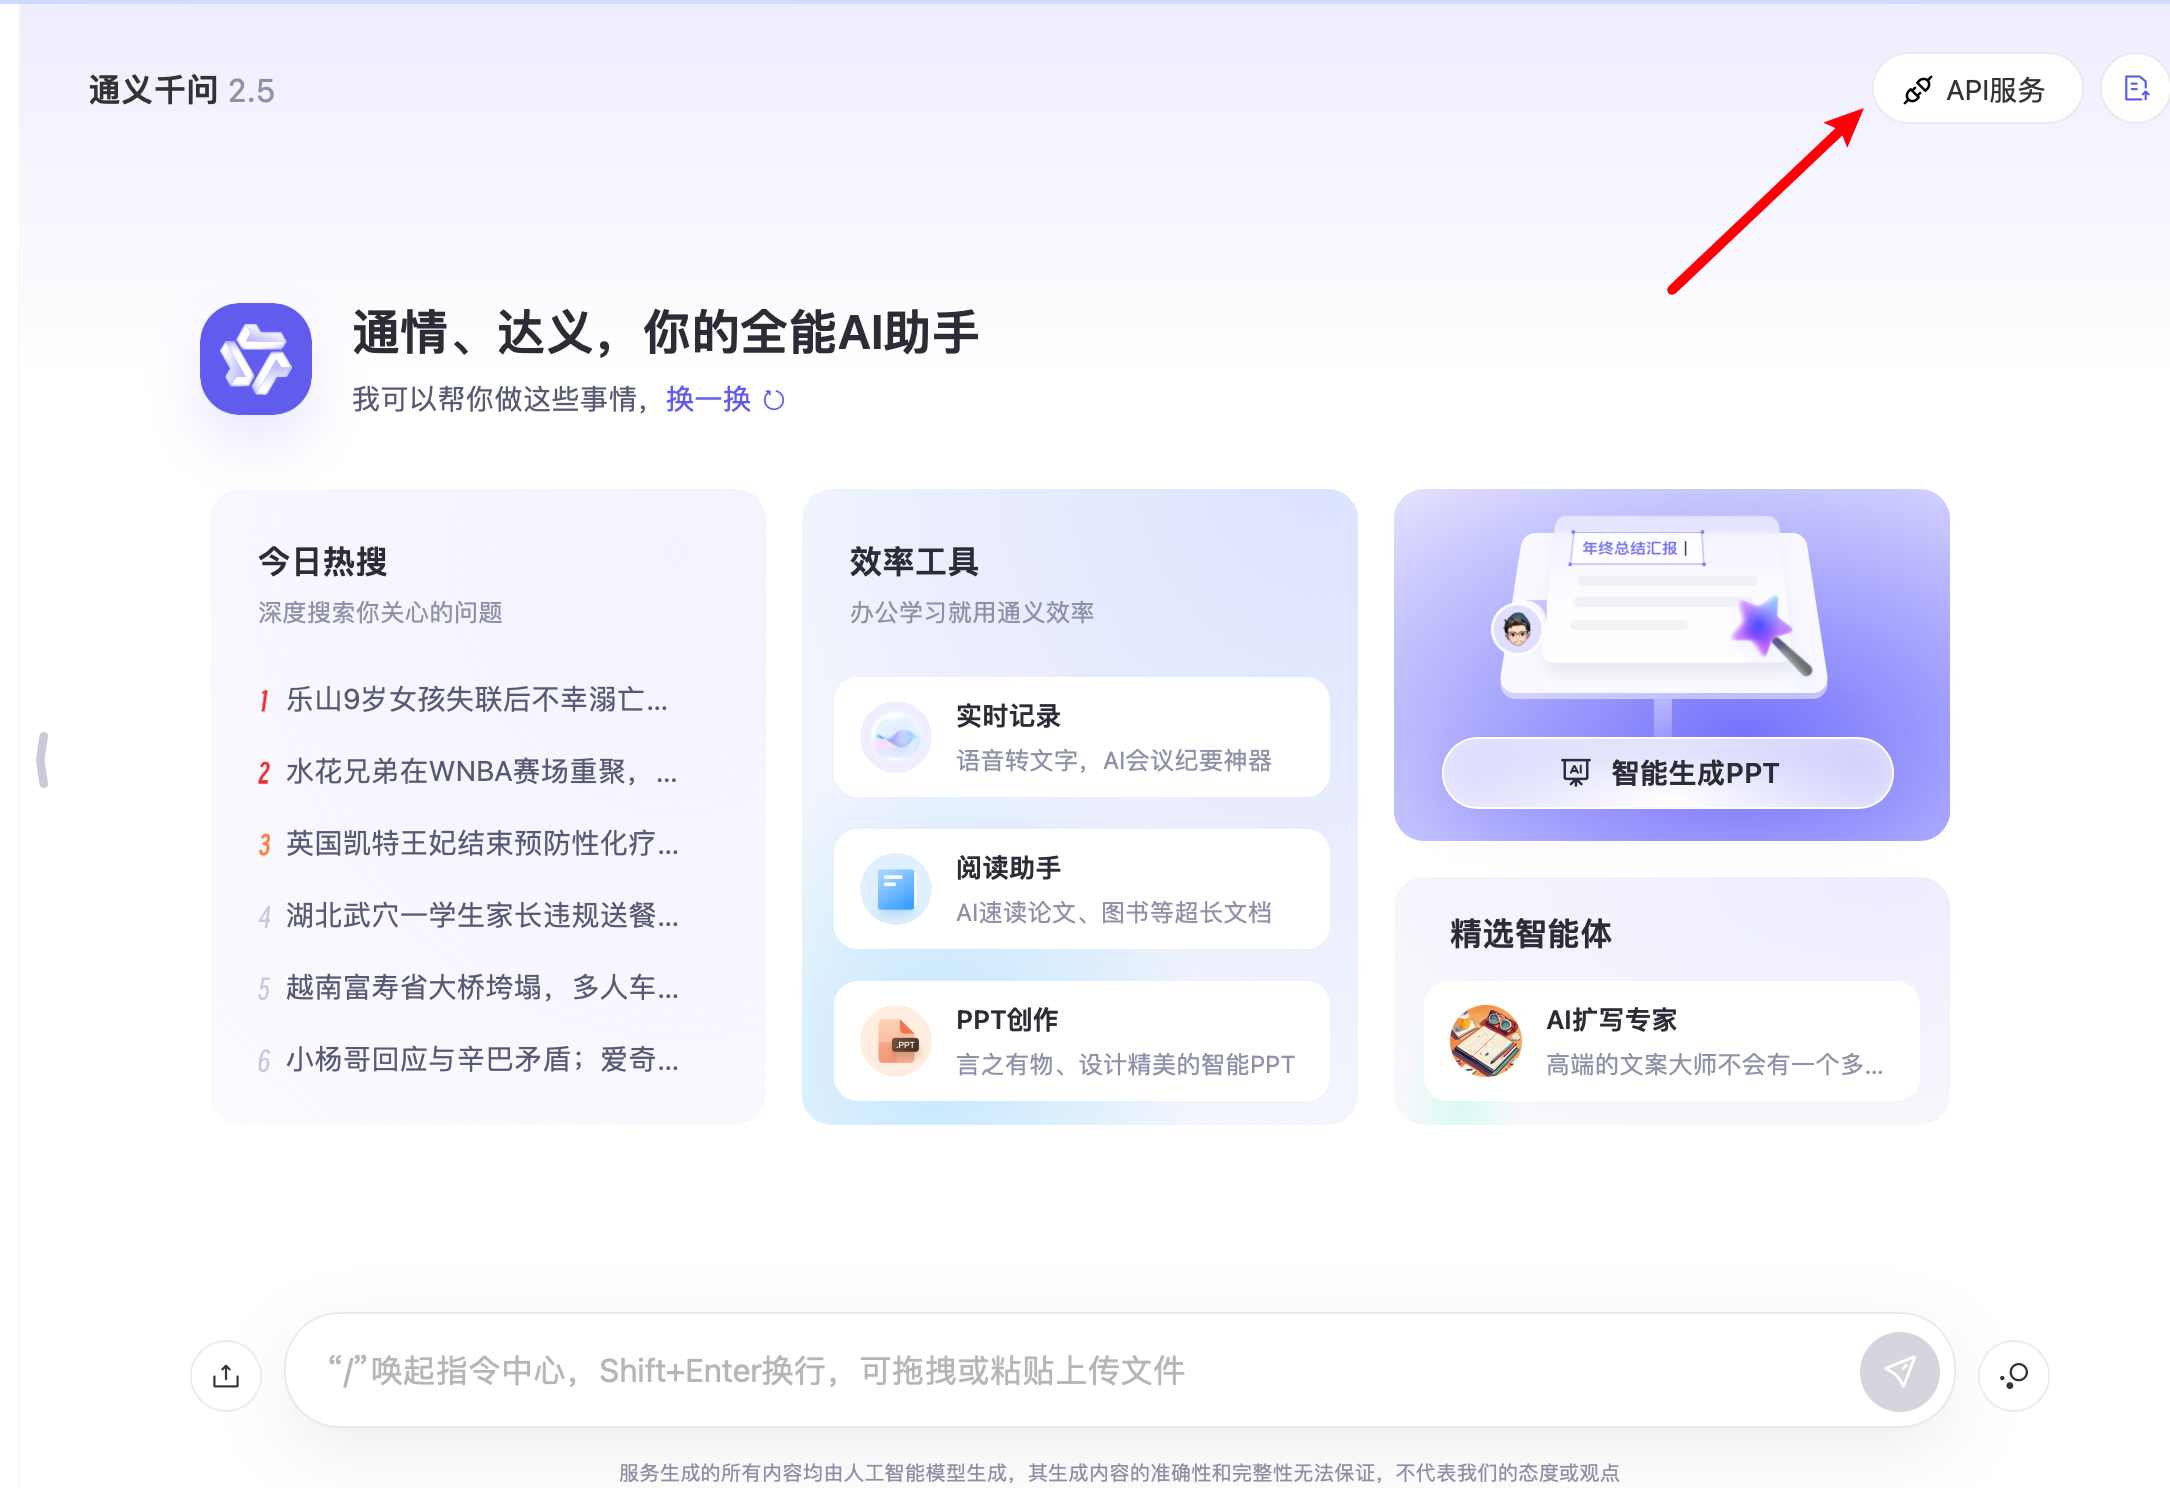 通义千问 2.5
API服务
通情、达义，你的全能AI助手
我可以帮你做这些事情，换一换
今日热搜
深度搜索你关心的问题
1 乐山9岁女孩失联后不幸溺亡...
2 水花兄弟在WNBA赛场重聚，...
3 英国凯特王妃结束预防性化疗...
4 湖北武穴一学生家长违规送餐...
5 越南富寿省大桥垮塌，多人车...
6 小杨哥回应与辛巴矛盾；爱奇...
效率工具
办公学习就用通义效率
实时记录
语音转文字，AI会议纪要神器
阅读助手
AI速读论文、图书等超长文档
.PPT
PPT创作
言之有物、设计精美的智能PPT
年终总结汇报
AI
智能生成PPT
精选智能体
AI扩写专家
高端的文案大师不会有一个多...
“/”唤起指令中心，Shift+Enter换行，可拖拽或粘贴上传文件
服务生成的所有内容均由人工智能模型生成，其生成内容的准确性和完整性无法保证，不代表我们的态度或观点